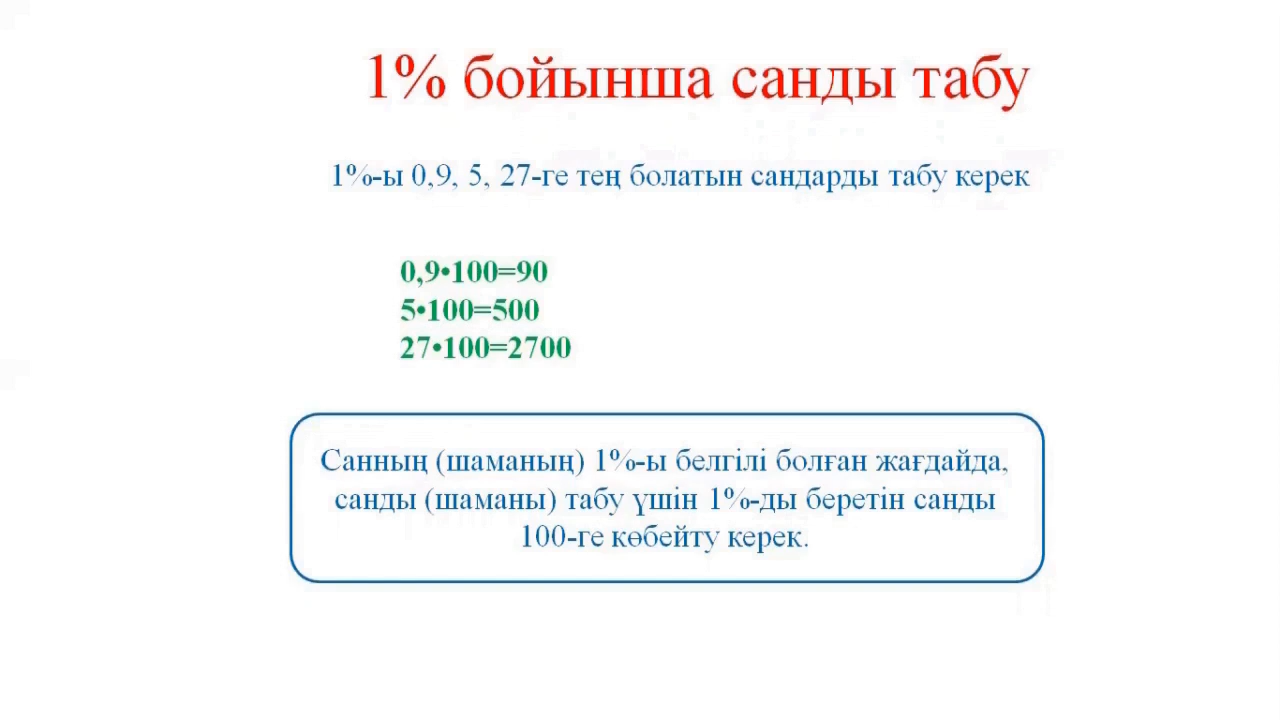 1% бойынша санды табу
1%-ы 0,9, 5, 27-ге тең болатын сандарды табу керек
0,9•100=90
5•100=500
27•100=2700
Санның (шаманың) 1%-ы белгілі болған жағдайда,
санды (шаманы) табу үшін 1%-ды беретін санды
100-ге көбейту керек.